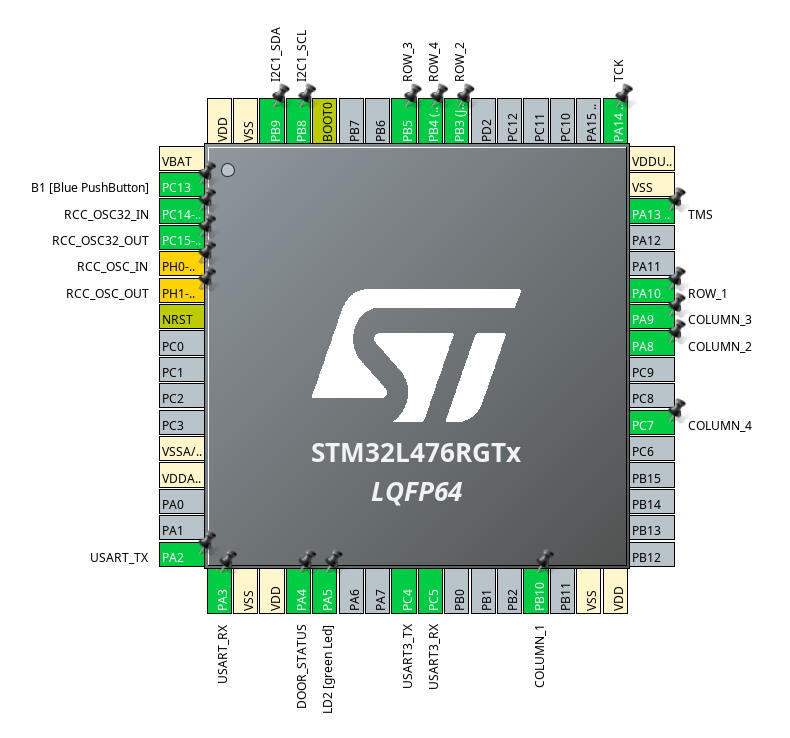 I2C1_SDA
I2C1_SCL
ROW_3
ROW_4
ROW_2
TCK
VDD
VSS
PB9
PB8
BOOT0
PB7
PB6
PB5
PB4 (..
PB3 (J..
PD2
PC12
PC11
PC10
PA15 ..
PA14 ..
VBAT
B1 [Blue PushButton] PC13
RCC_OSC32_IN PC14-..
RCC_OSC32_OUT PC15-..
RCC_OSC_IN PH0-..
RCC_OSC_OUT PH1-..
NRST
PC0
PC1
PC2
PC3
VSSA/..
VDDA..
PA0
PA1
USART_TX PA2
ST
STM32L476RGTx
LQFP64
VDDU..
VSS
PA13 .. TMS
PA12
PA11
PA10 ROW_1
PA9 COLUMN_3
PA8 COLUMN_2
PC9
PC8
PC7 COLUMN_4
PC6
PB15
PB14
PB13
PB12
PA3
VSS
VDD
PA4
PA5
PA6
PA7
PC4
PC5
PB0
PB1
PB2
PB10
PB11
VSS
VDD
USART_RX
DOOR_STATUS
LD2 [green Led]
USART3_TX
USART3_RX
COLUMN_1